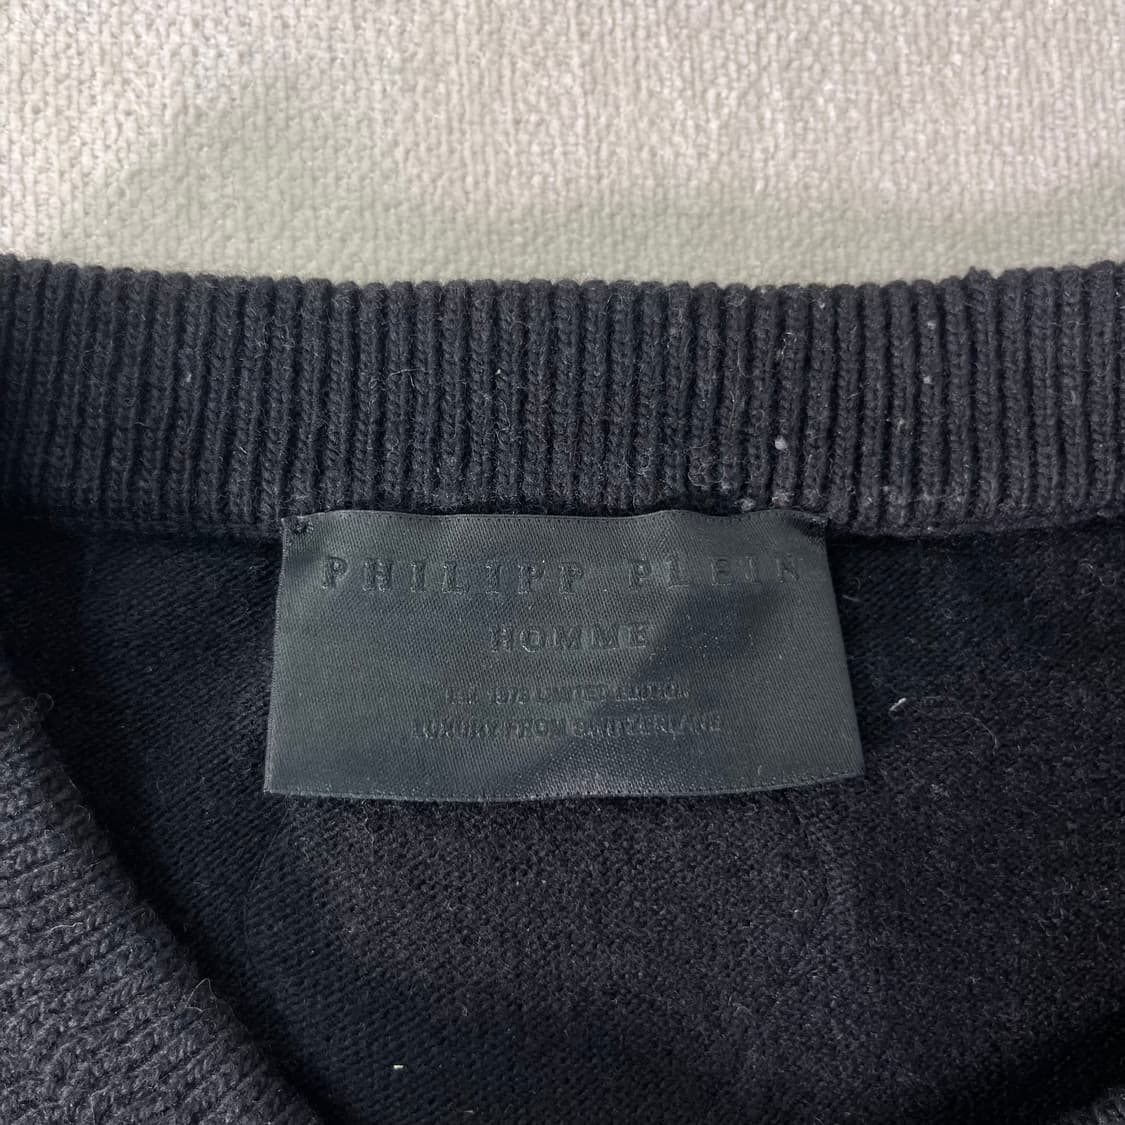 PHILIPP PLEIN
HOMME
EST. 1978 LIMITED EDITION
LUXURY FROM SWITZERLAND